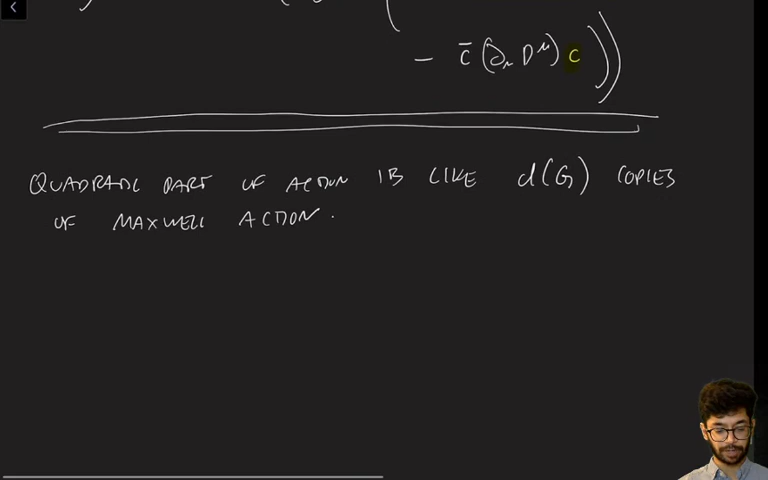 - c̄ (∂_μ D^μ) c ))
QUADRATIC PART OF ACTION IS LIKE d(G) COPIES
OF MAXWELL ACTION.